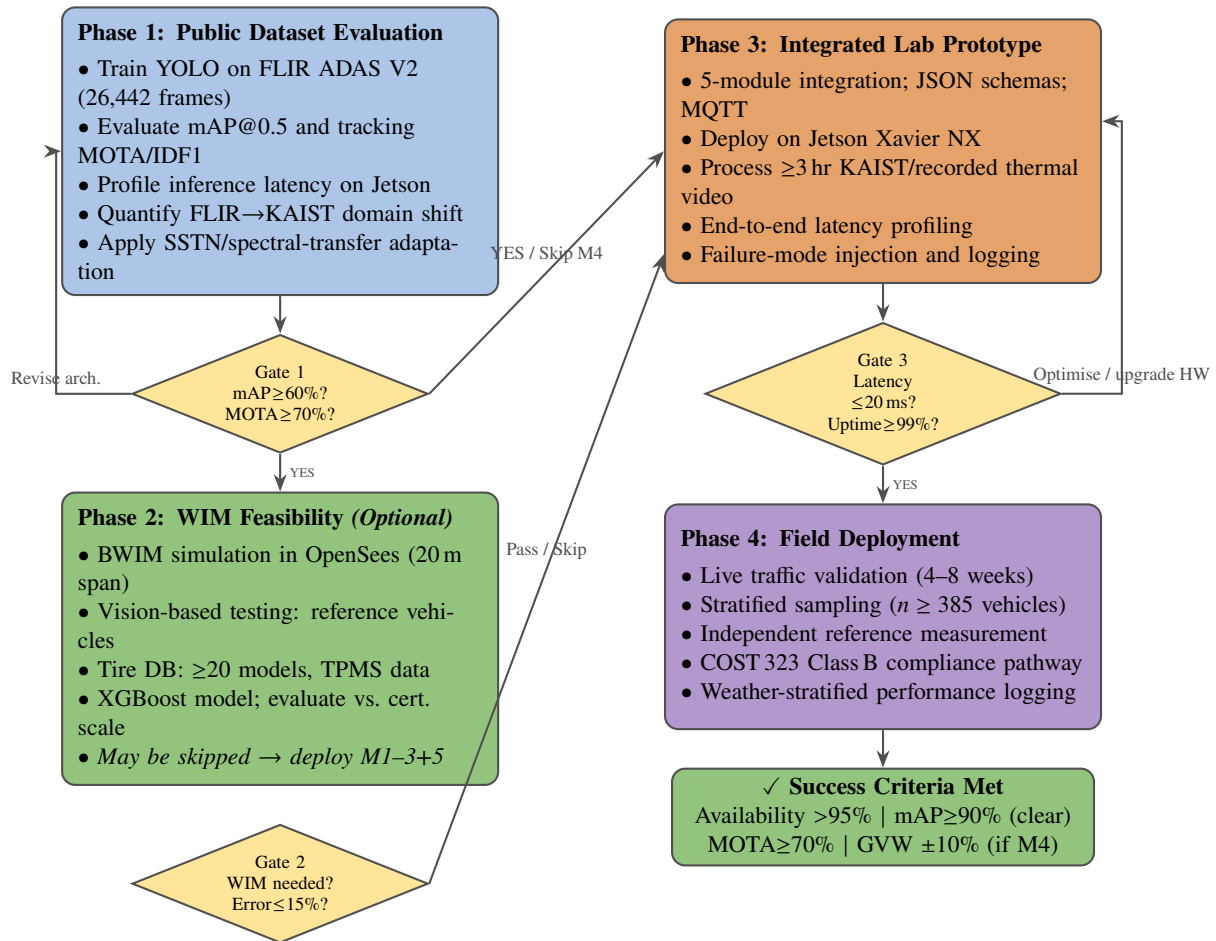 Phase 1: Public Dataset Evaluation
• Train YOLO on FLIR ADAS V2
(26,442 frames)
• Evaluate mAP@0.5 and tracking
MOTA/IDF1
• Profile inference latency on Jetson
• Quantify FLIR→KAIST domain shift
• Apply SSTN/spectral-transfer adapta-
tion
Revise arch.
Gate 1
mAP≥60%?
MOTA≥70%?
YES / Skip M4
YES
Phase 2: WIM Feasibility (Optional)
• BWIM simulation in OpenSees (20 m
span)
• Vision-based testing: reference vehi-
cles
• Tire DB: ≥20 models, TPMS data
• XGBoost model; evaluate vs. cert.
scale
• May be skipped → deploy M1–3+5
Pass / Skip
Gate 2
WIM needed?
Error≤15%?
Phase 3: Integrated Lab Prototype
• 5-module integration; JSON schemas;
MQTT
• Deploy on Jetson Xavier NX
• Process ≥3 hr KAIST/recorded thermal
video
• End-to-end latency profiling
• Failure-mode injection and logging
Gate 3
Latency
≤20 ms?
Uptime≥99%?
Optimise / upgrade HW
YES
Phase 4: Field Deployment
• Live traffic validation (4–8 weeks)
• Stratified sampling (n ≥ 385 vehicles)
• Independent reference measurement
• COST 323 Class B compliance pathway
• Weather-stratified performance logging
✓ Success Criteria Met
Availability >95% | mAP≥90% (clear)
MOTA≥70% | GVW ±10% (if M4)